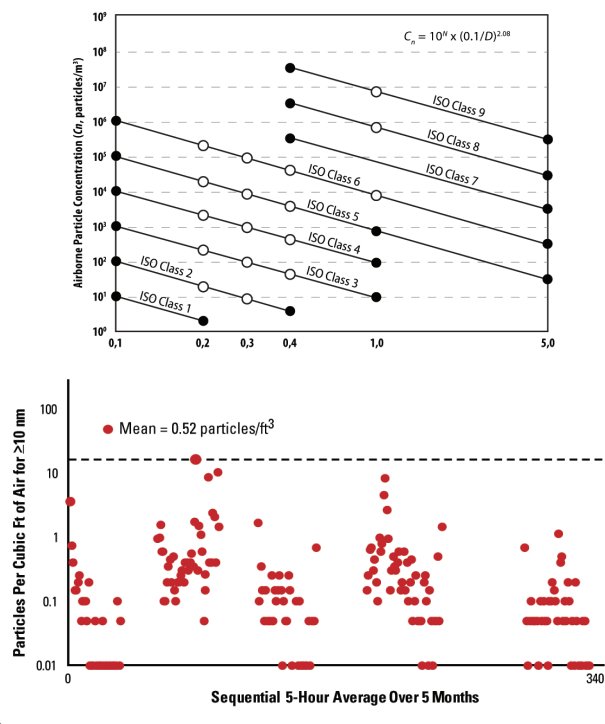 10⁹
Cₙ = 10ᴺ x (0.1/D)²·⁰⁸
10⁸
10⁷
10⁶
10⁵
10⁴
10³
10²
10¹
10⁰
Airborne Particle Concentration (Cn, particles/m³)
ISO Class 9
ISO Class 8
ISO Class 7
ISO Class 6
ISO Class 5
ISO Class 4
ISO Class 3
ISO Class 2
ISO Class 1
0,1 0,2 0,3 0,4 1,0 5,0
Particles Per Cubic Ft of Air for ≥10 nm
100
Mean = 0.52 particles/ft³
10
1
0.1
0.01
0 340
Sequential 5-Hour Average Over 5 Months